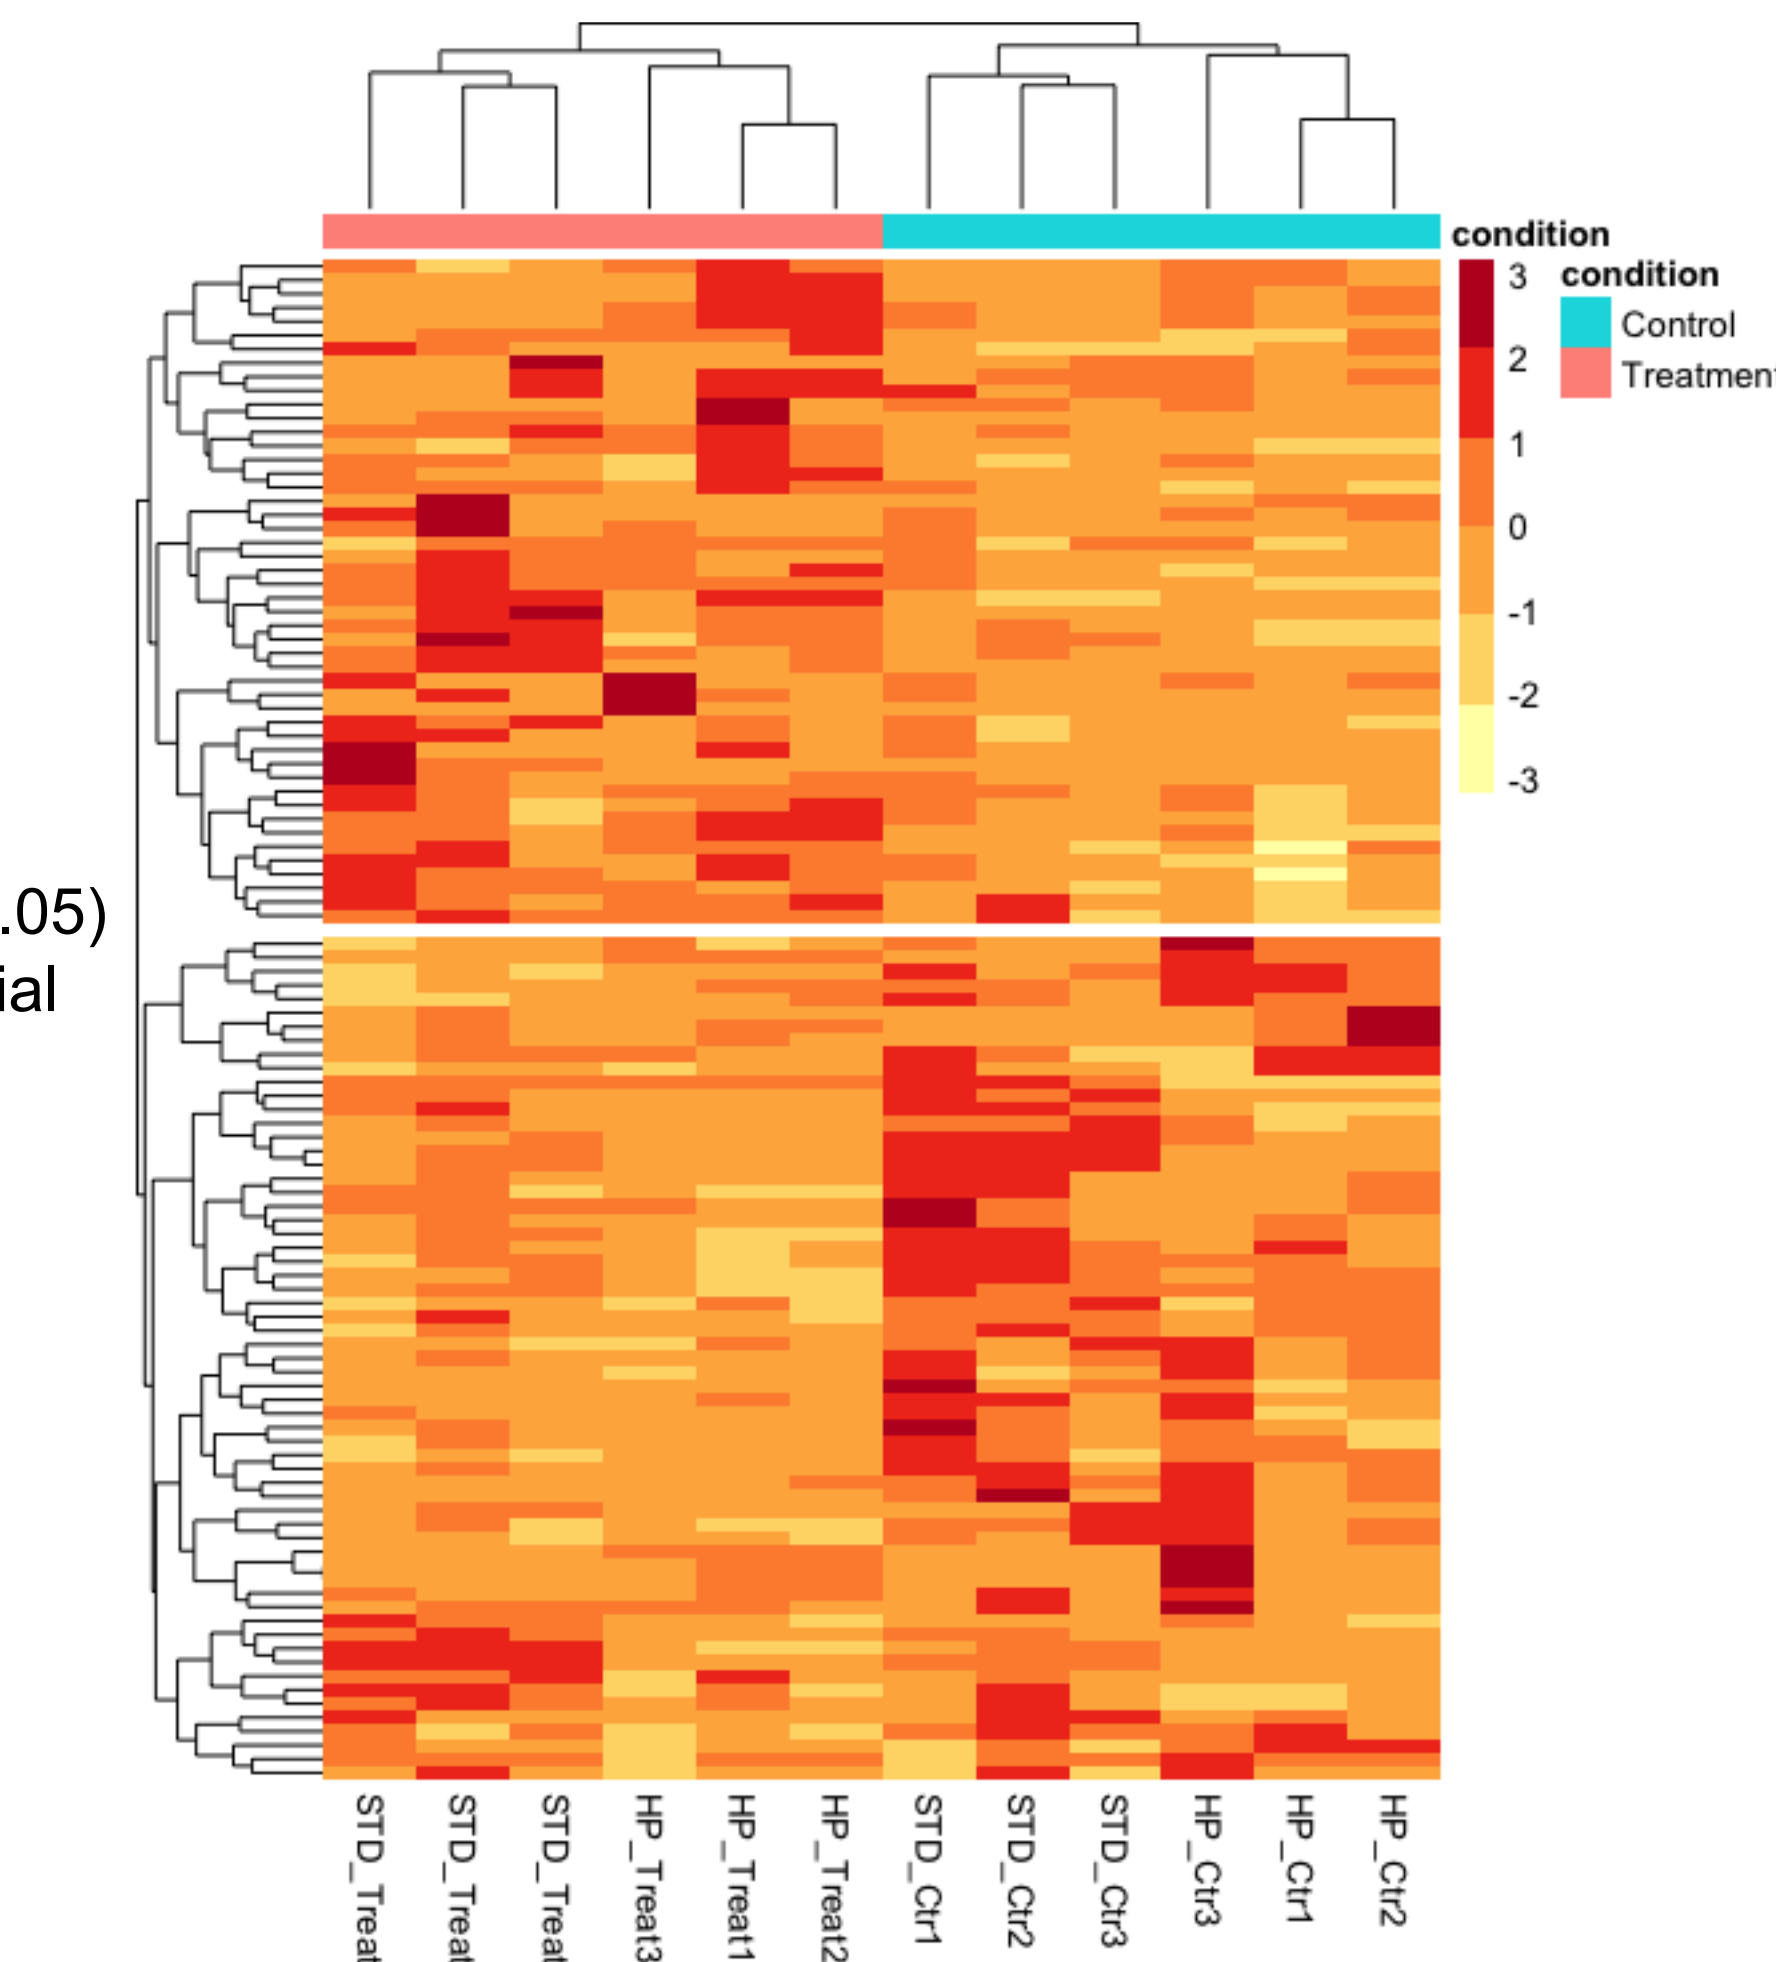 condition
3
2
1
0
-1
-2
-3
condition
Control
Treatment
.05)
ial
STD_Treat
STD_Treat
STD_Treat
HP_Treat3
HP_Treat1
HP_Treat2
STD_Ctr1
STD_Ctr2
STD_Ctr3
HP_Ctr3
HP_Ctr1
HP_Ctr2